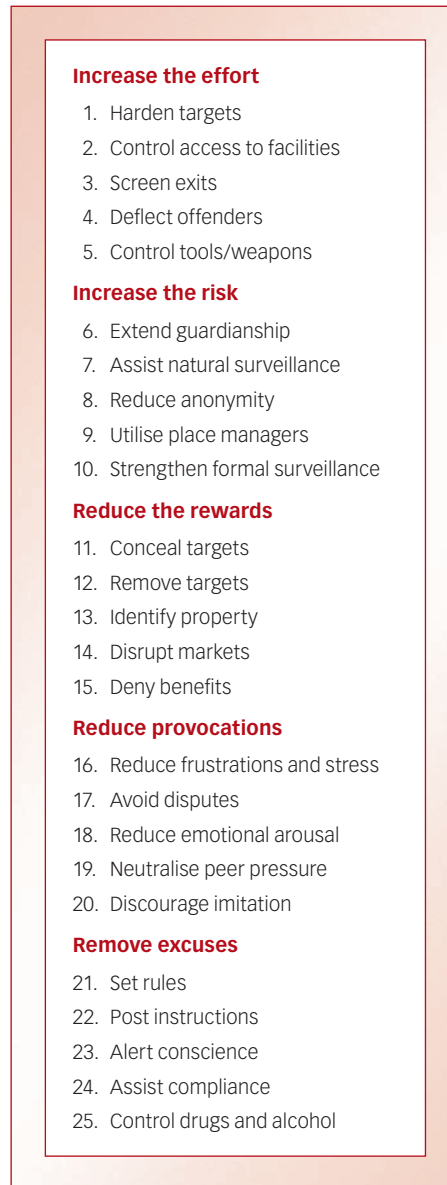 Increase the effort
1. Harden targets
2. Control access to facilities
3. Screen exits
4. Deflect offenders
5. Control tools/weapons
Increase the risk
6. Extend guardianship
7. Assist natural surveillance
8. Reduce anonymity
9. Utilise place managers
10. Strengthen formal surveillance
Reduce the rewards
11. Conceal targets
12. Remove targets
13. Identify property
14. Disrupt markets
15. Deny benefits
Reduce provocations
16. Reduce frustrations and stress
17. Avoid disputes
18. Reduce emotional arousal
19. Neutralise peer pressure
20. Discourage imitation
Remove excuses
21. Set rules
22. Post instructions
23. Alert conscience
24. Assist compliance
25. Control drugs and alcohol